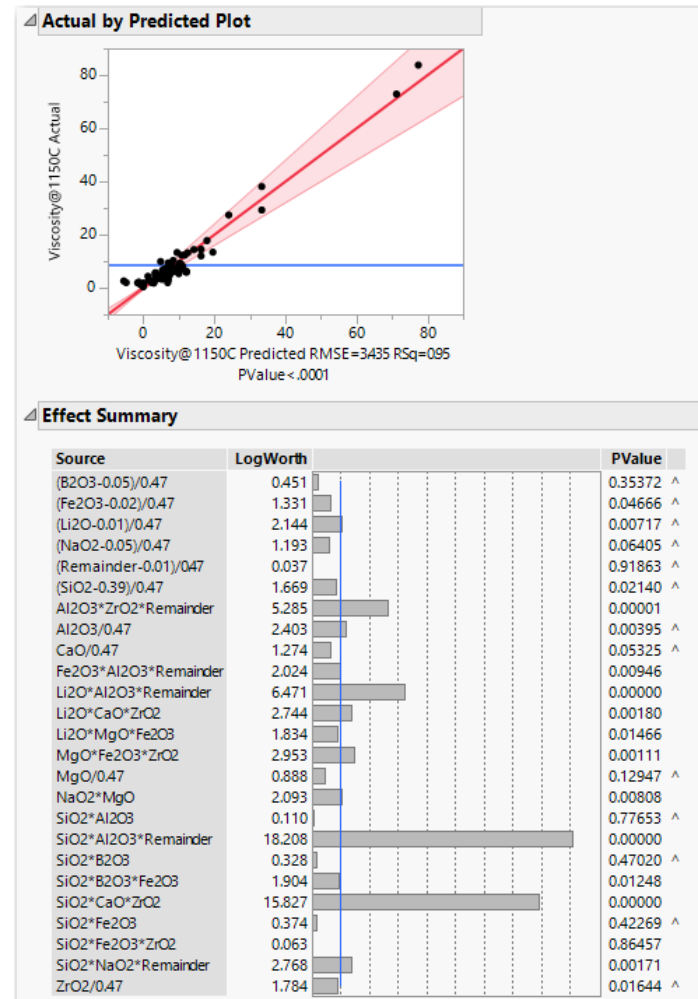 Actual by Predicted Plot
80
60
40
20
0
Viscosity@1150C Actual
0 20 40 60 80
Viscosity@1150C Predicted RMSE=3.435 RSq=0.95
PValue<.0001
Effect Summary
Source LogWorth PValue
(B2O3-0.05)/0.47 0.451 0.35372 ^
(Fe2O3-0.02)/0.47 1.331 0.04666 ^
(Li2O-0.01)/0.47 2.144 0.00717 ^
(NaO2-0.05)/0.47 1.193 0.06405 ^
(Remainder-0.01)/0.47 0.037 0.91863 ^
(SiO2-0.39)/0.47 1.669 0.02140 ^
Al2O3*ZrO2*Remainder 5.285 0.00001
Al2O3/0.47 2.403 0.00395 ^
CaO/0.47 1.274 0.05325 ^
Fe2O3*Al2O3*Remainder 2.024 0.00946
Li2O*Al2O3*Remainder 6.471 0.00000
Li2O*CaO*ZrO2 2.744 0.00180
Li2O*MgO*Fe2O3 1.834 0.01466
MgO*Fe2O3*ZrO2 2.953 0.00111
MgO/0.47 0.888 0.12947 ^
NaO2*MgO 2.093 0.00808
SiO2*Al2O3 0.110 0.77653 ^
SiO2*Al2O3*Remainder 18.208 0.00000
SiO2*B2O3 0.328 0.47020 ^
SiO2*B2O3*Fe2O3 1.904 0.01248
SiO2*CaO*ZrO2 15.827 0.00000
SiO2*Fe2O3 0.374 0.42269 ^
SiO2*Fe2O3*ZrO2 0.063 0.86457
SiO2*NaO2*Remainder 2.768 0.00171
ZrO2/0.47 1.784 0.01644 ^